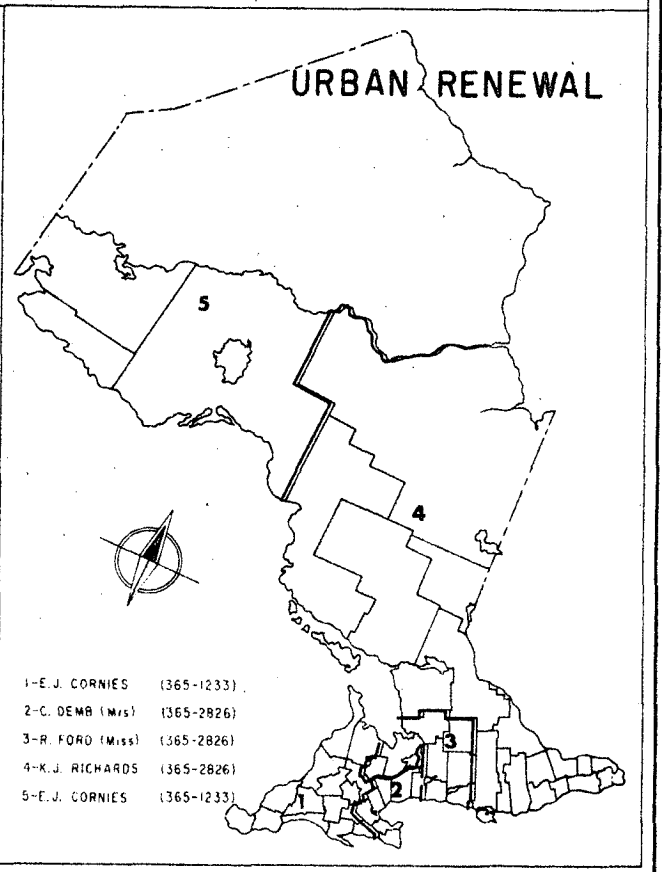 URBAN RENEWAL
5
4
1-E.J. CORNIES (365-1233)
2-C. DEMB (Mrs) (365-2826)
3-R. FORD (Miss) (365-2826)
4-K.J. RICHARDS (365-2826)
5-E.J. CORNIES (365-1233)
3
2
1